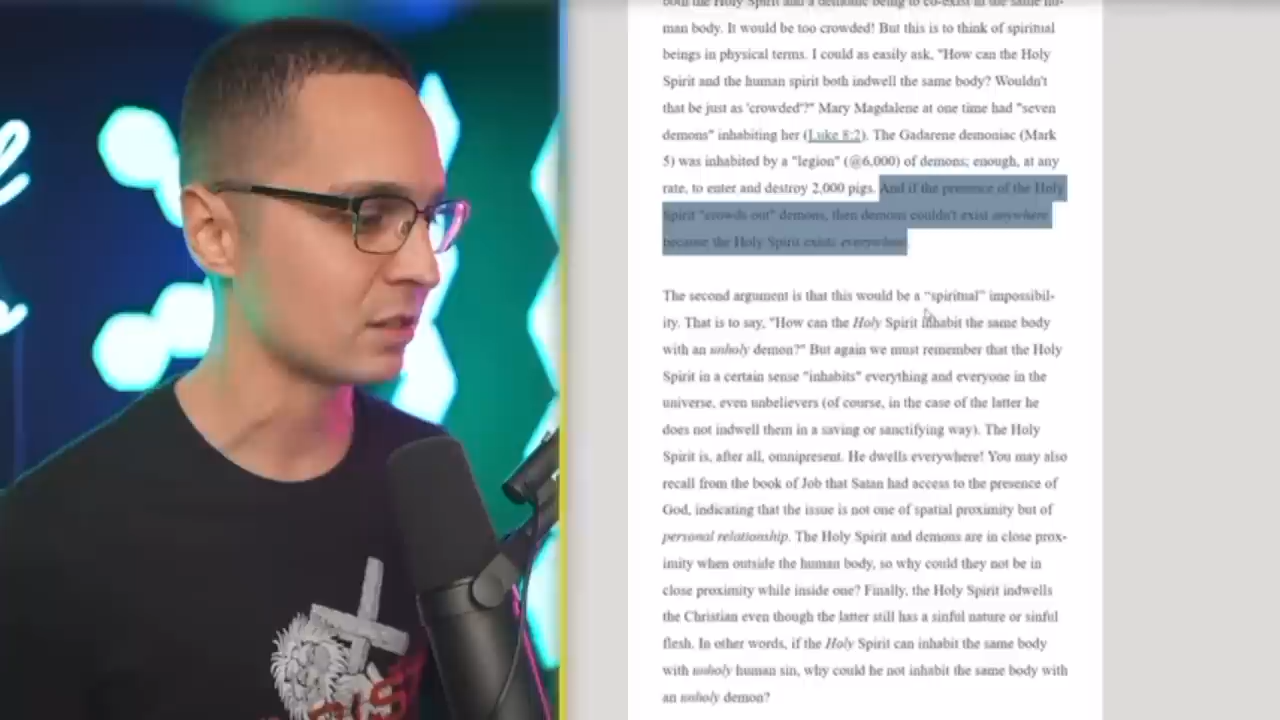 both the Holy Spirit and a demonic being to co-exist in the same hu-
man body. It would be too crowded! But this is to think of spiritual
beings in physical terms. I could as easily ask, "How can the Holy
Spirit and the human spirit both indwell the same body? Wouldn't
that be just as 'crowded'?" Mary Magdalene at one time had "seven
demons" inhabiting her (Luke 8:2). The Gadarene demoniac (Mark
5) was inhabited by a "legion" (@6,000) of demons; enough, at any
rate, to enter and destroy 2,000 pigs. And if the presence of the Holy
Spirit "crowds out" demons, then demons couldn't exist anywhere
because the Holy Spirit exists everywhere.
The second argument is that this would be a “spiritual” impossibil-
ity. That is to say, "How can the Holy Spirit inhabit the same body
with an unholy demon?" But again we must remember that the Holy
Spirit in a certain sense "inhabits" everything and everyone in the
universe, even unbelievers (of course, in the case of the latter he
does not indwell them in a saving or sanctifying way). The Holy
Spirit is, after all, omnipresent. He dwells everywhere! You may also
recall from the book of Job that Satan had access to the presence of
God, indicating that the issue is not one of spatial proximity but of
personal relationship. The Holy Spirit and demons are in close prox-
imity when outside the human body, so why could they not be in
close proximity while inside one? Finally, the Holy Spirit indwells
the Christian even though the latter still has a sinful nature or sinful
flesh. In other words, if the Holy Spirit can inhabit the same body
with unholy human sin, why could he not inhabit the same body with
an unholy demon?